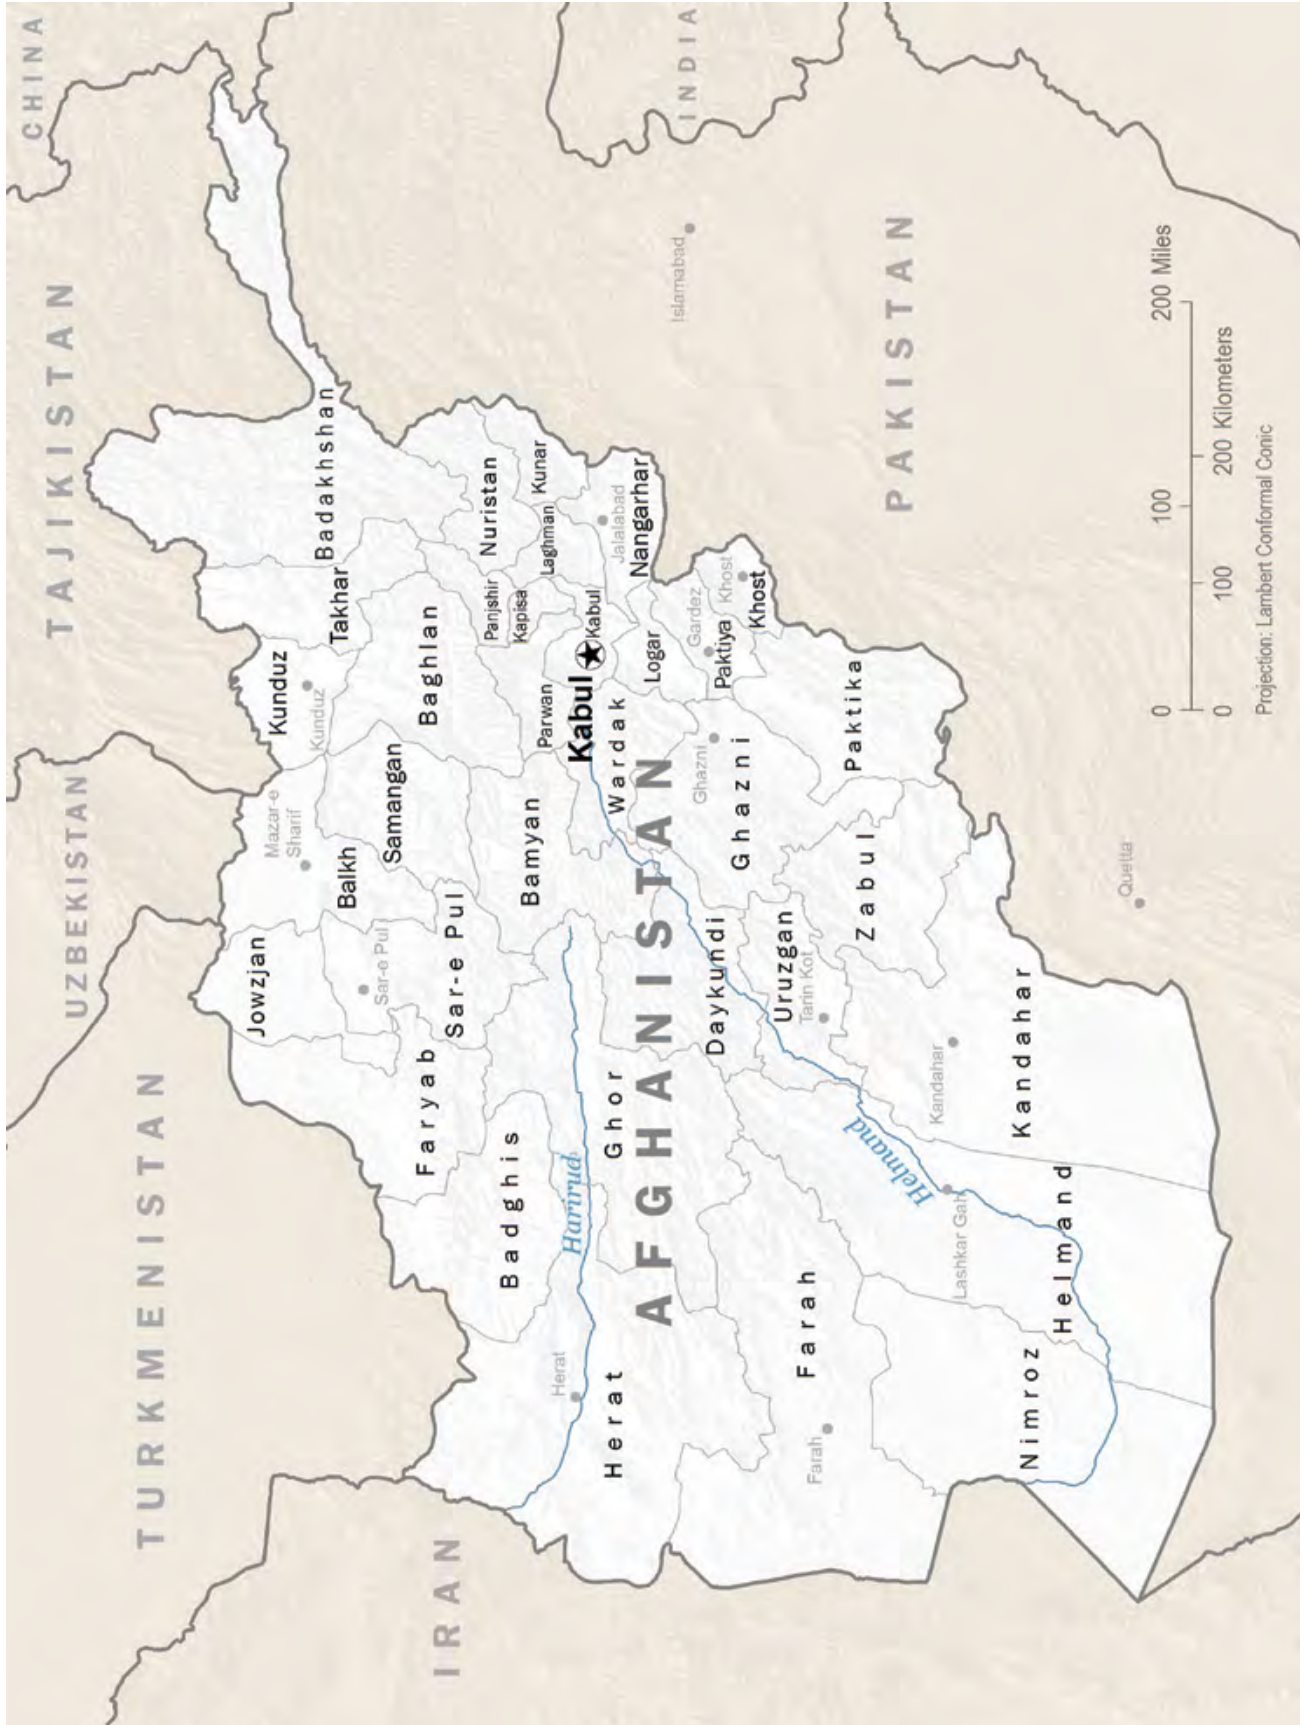 CHINA
TAJIKISTAN
UZBEKISTAN
TURKMENISTAN
IRAN
INDIA
PAKISTAN
AFGHANISTAN
Badakhshan
Takhar
Kunduz
Kunduz
Mazar-e
Sharif
Balkh
Jowzjan
Samangan
Baghlan
Sar-e Pul
Sar-e Pul
Faryab
Badghis
Nuristan
Kunar
Laghman
Panjshir
Kapisa
Parwan
Kabul
Kabul
Jalalabad
Nangarhar
Bamyan
Wardak
Logar
Gardez
Paktiya
Khost
Khost
Islamabad
Harirud
Herat
Herat
Ghor
Daykundi
Ghazni
Ghazni
Paktika
Uruzgan
Tarin Kot
Zabul
Farah
Farah
Helmand
Kandahar
Kandahar
Lashkar Gah
Helmand
Nimroz
Quetta
0
100
200 Miles
0
100
200 Kilometers
Projection: Lambert Conformal Conic